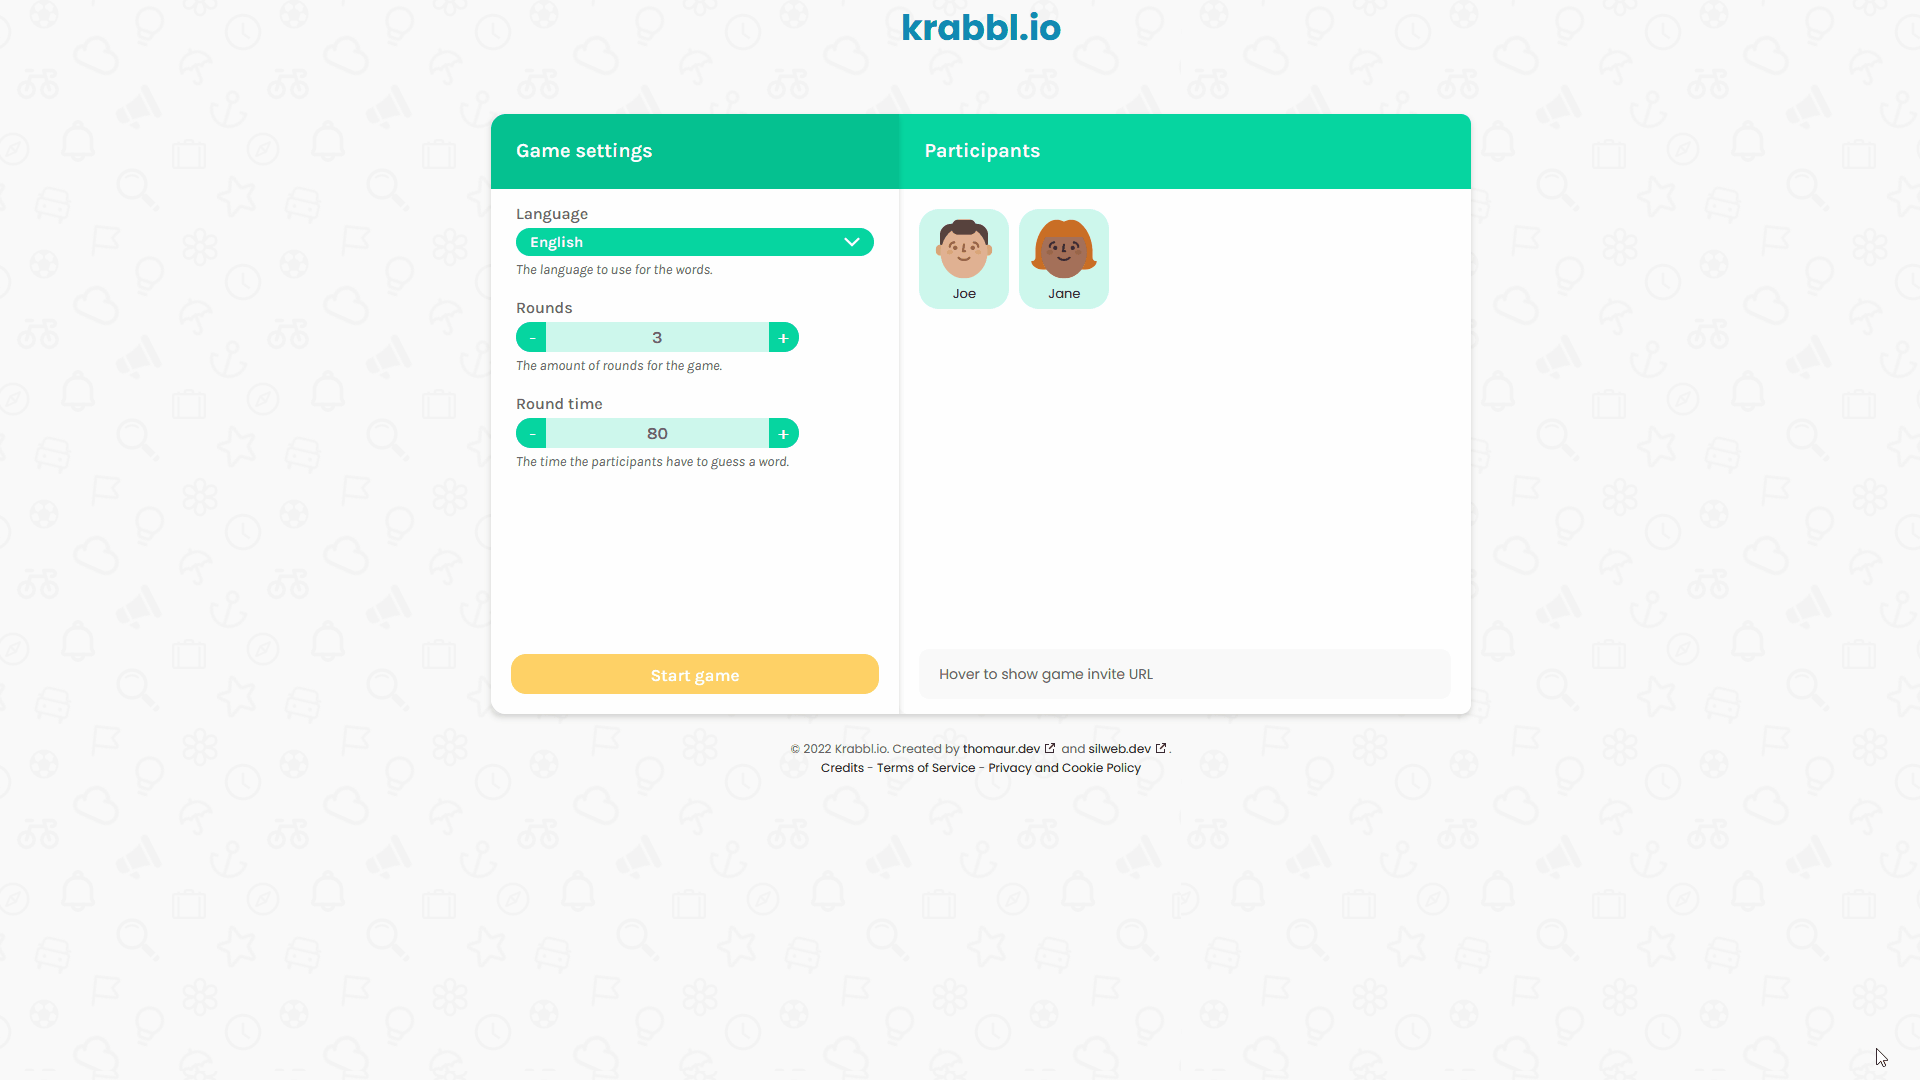 krabbl.io
Game settings
Participants
Language
English
The language to use for the words.
Rounds
- 3 +
The amount of rounds for the game.
Round time
- 80 +
The time the participants have to guess a word.
Start game
Joe
Jane
Hover to show game invite URL
© 2022 Krabbl.io. Created by thomaur.dev and silweb.dev .
Credits - Terms of Service - Privacy and Cookie Policy